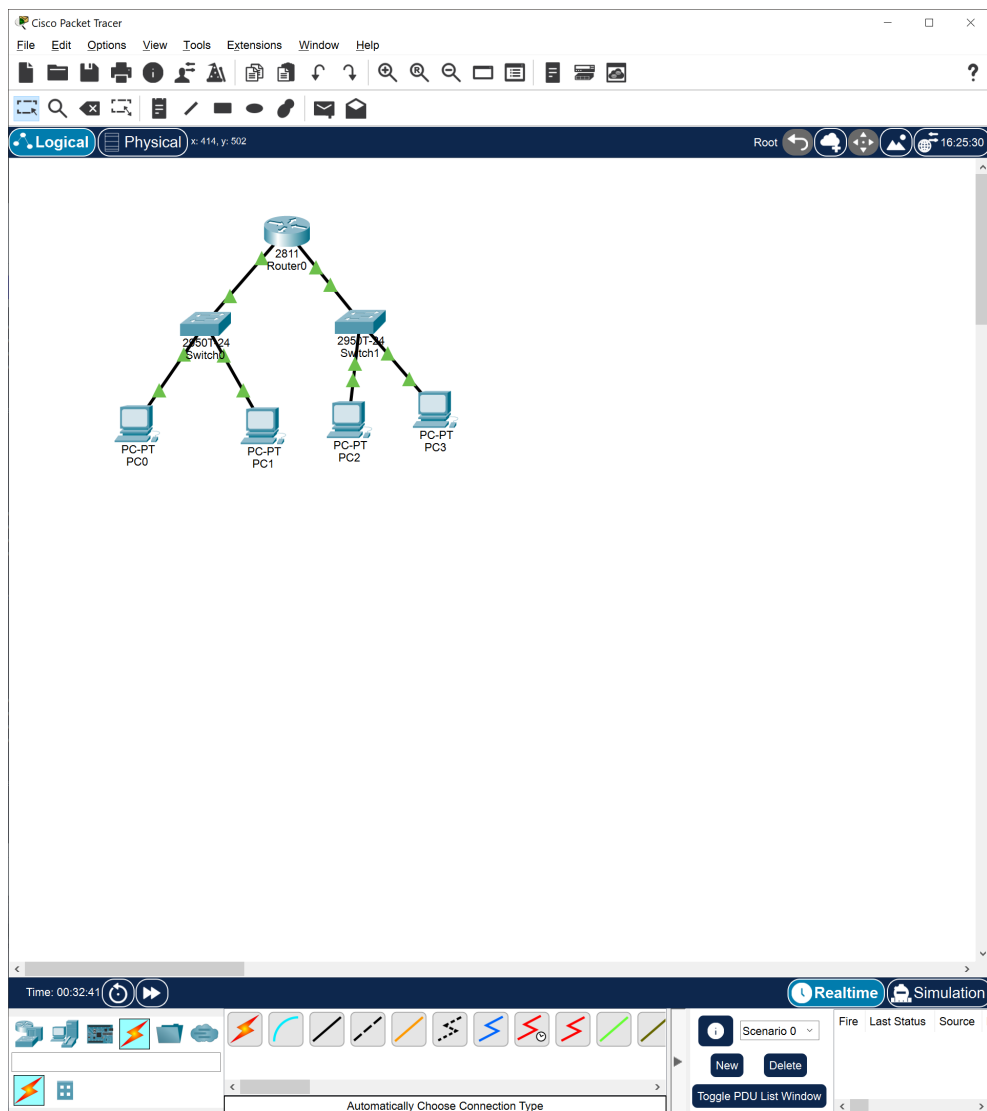 Cisco Packet Tracer
File Edit Options View Tools Extensions Window Help
?
Logical Physical x: 414, y: 502 Root 16:25:30
2811
Router0
2950T-24
Switch0
2950T-24
Switch1
PC-PT
PC0
PC-PT
PC1
PC-PT
PC2
PC-PT
PC3
Time: 00:32:41 Realtime Simulation
Scenario 0
Fire Last Status Source
New Delete
Toggle PDU List Window
Automatically Choose Connection Type